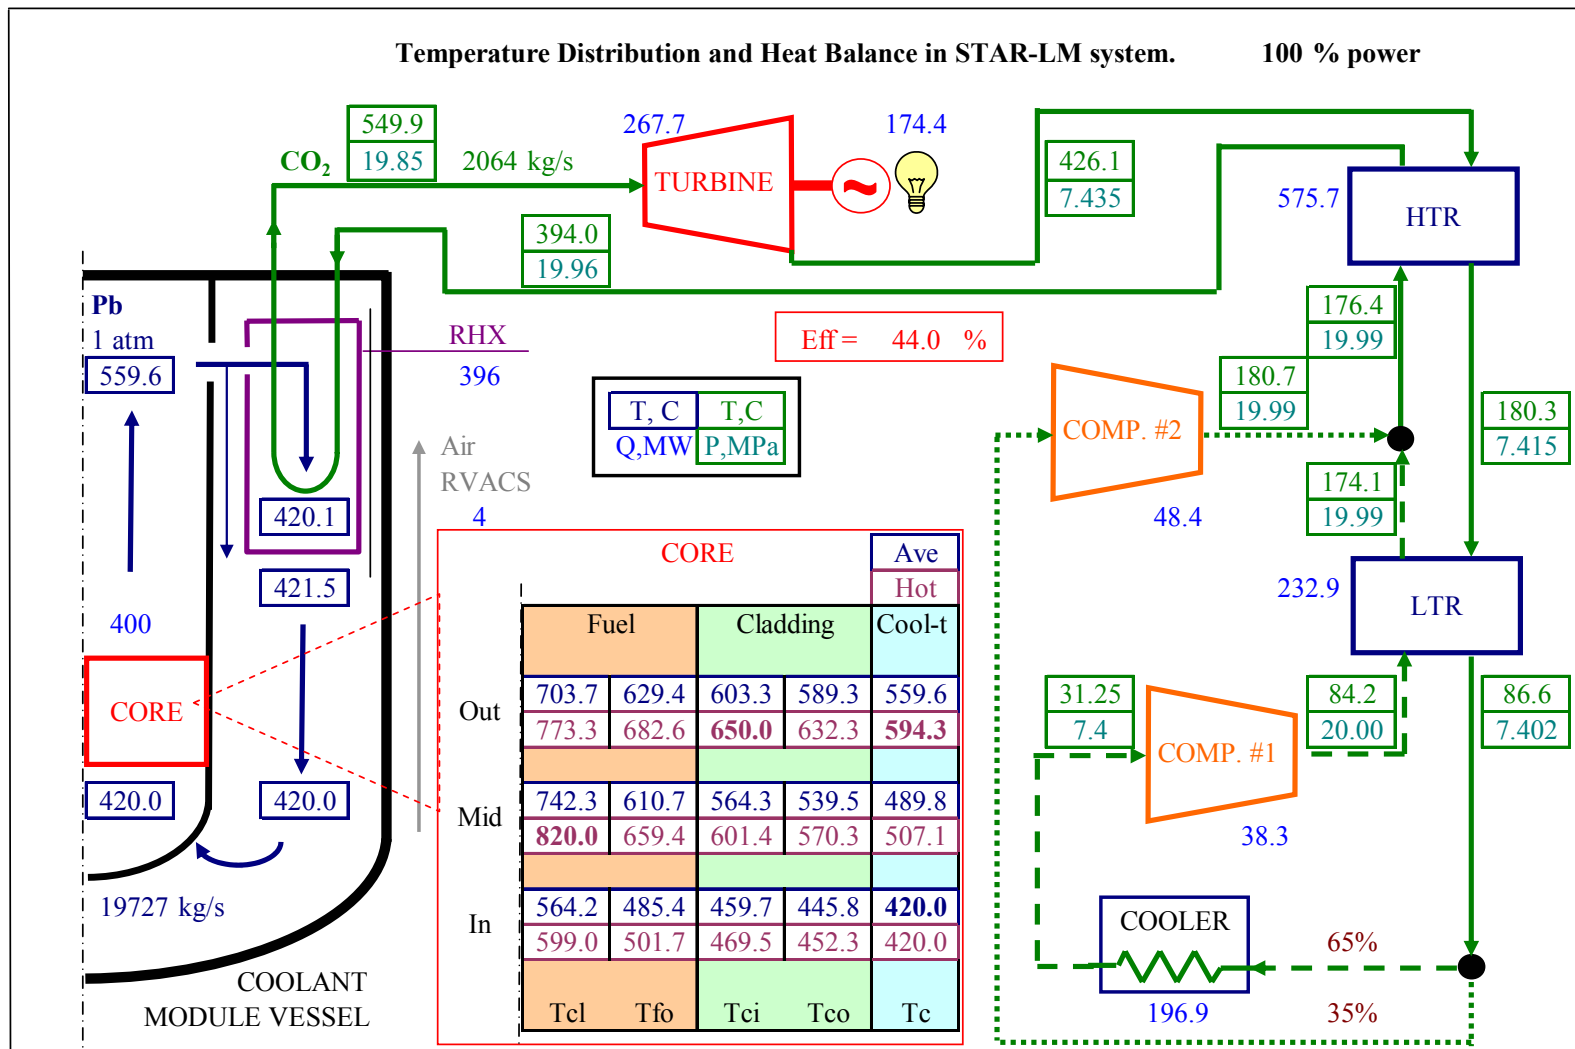 Temperature Distribution and Heat Balance in STAR-LM system. 100 % power
549.9
19.85
CO₂
2064 kg/s
267.7
174.4
TURBINE
~
426.1
7.435
575.7
HTR
394.0
19.96
Pb
1 atm
559.6
RHX
396
Eff = 44.0 %
176.4
19.99
180.7
19.99
T, C T,C
Q,MW P,MPa
COMP. #2
180.3
7.415
Air
RVACS
4
420.1
174.1
19.99
48.4
421.5
400
CORE
420.0
420.0
19727 kg/s
COOLANT
MODULE VESSEL
CORE Ave
Hot
Fuel Cladding Cool-t
703.7 629.4 603.3 589.3 559.6
Out
773.3 682.6 650.0 632.3 594.3
742.3 610.7 564.3 539.5 489.8
Mid
820.0 659.4 601.4 570.3 507.1
564.2 485.4 459.7 445.8 420.0
In
599.0 501.7 469.5 452.3 420.0
Tcl Tfo Tci Tco Tc
232.9
LTR
31.25
7.4
84.2
20.00
86.6
7.402
COMP. #1
38.3
COOLER
196.9
65%
35%